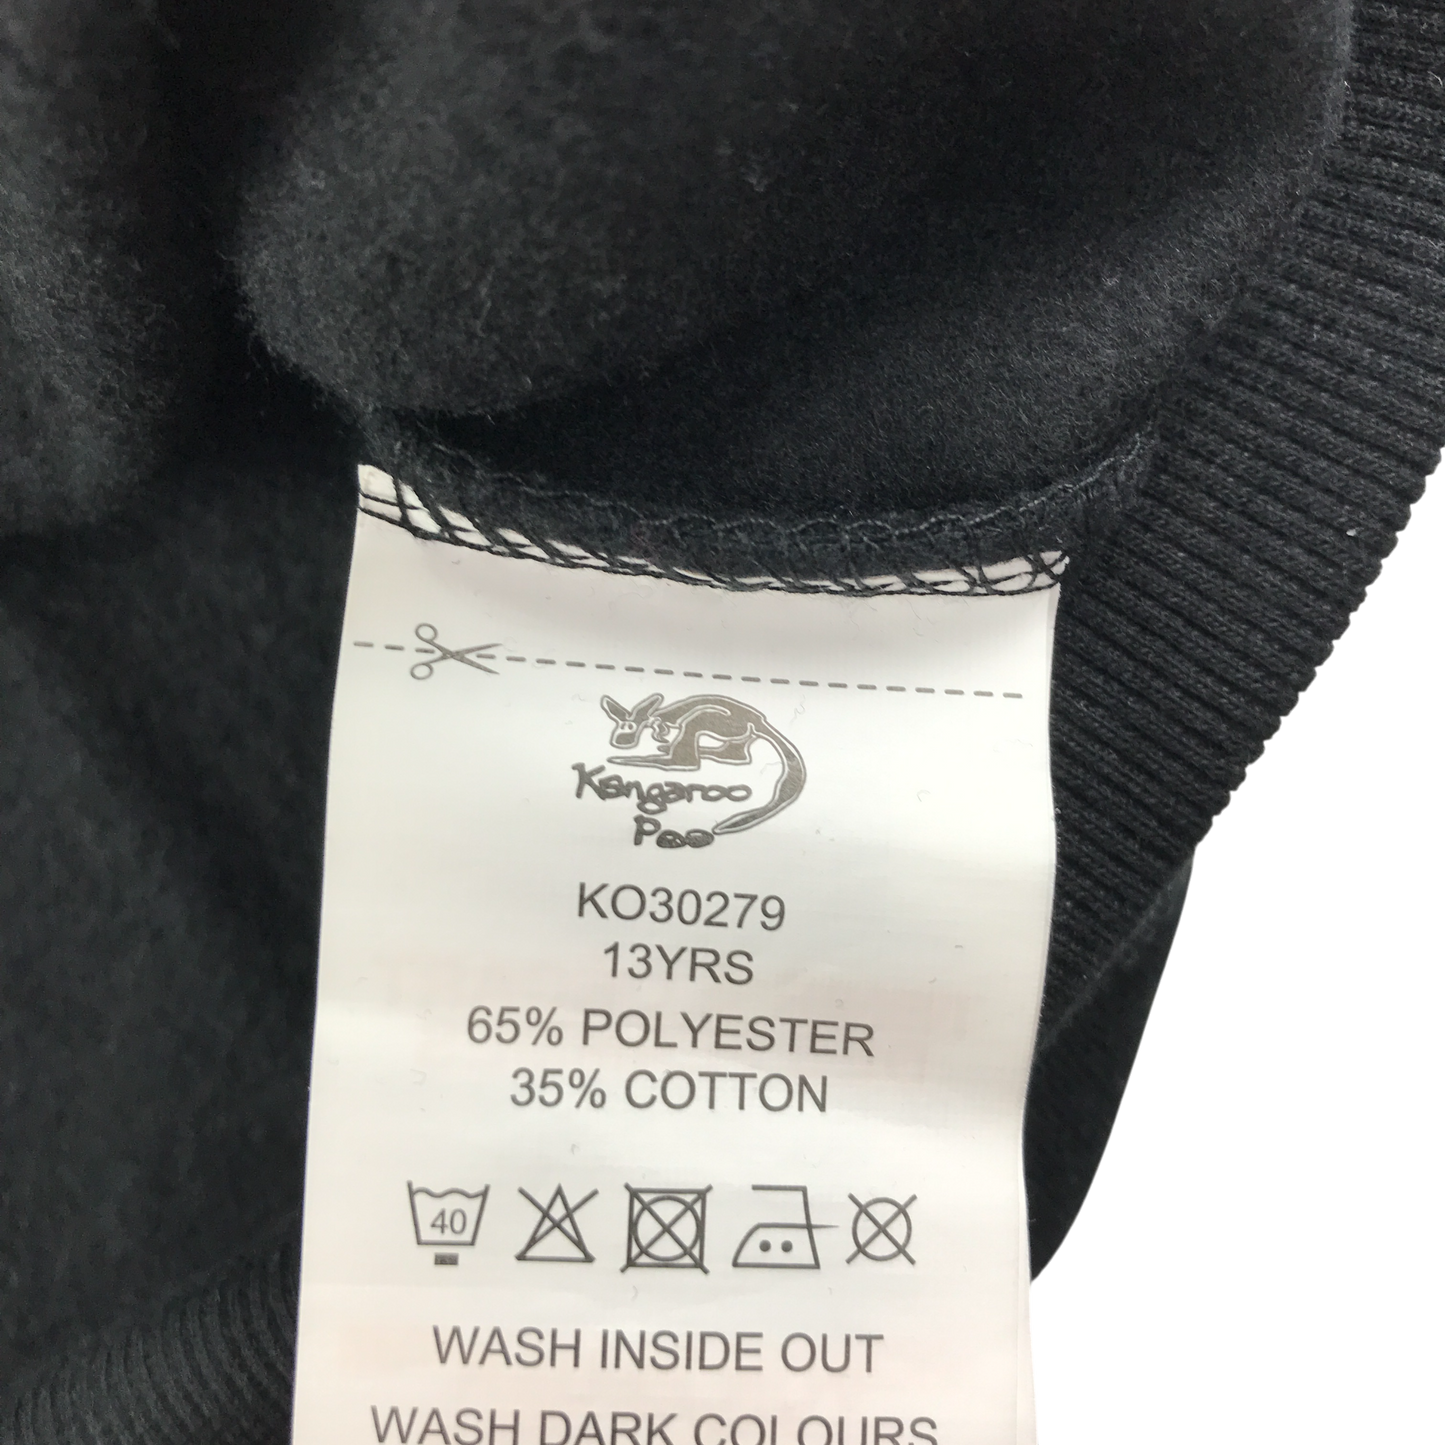 Kangaroo
Poo
KO30279
13YRS
65% POLYESTER
35% COTTON
40
WASH INSIDE OUT
WASH DARK COLOURS